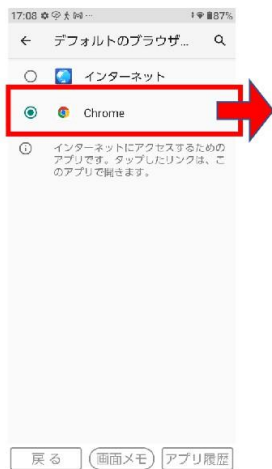 17:08 … 87%
デフォルトのブラウザ...
インターネット
Chrome
インターネットにアクセスするための
アプリです。タップしたリンクは、こ
のアプリで開きます。
戻る 画面メモ アプリ履歴